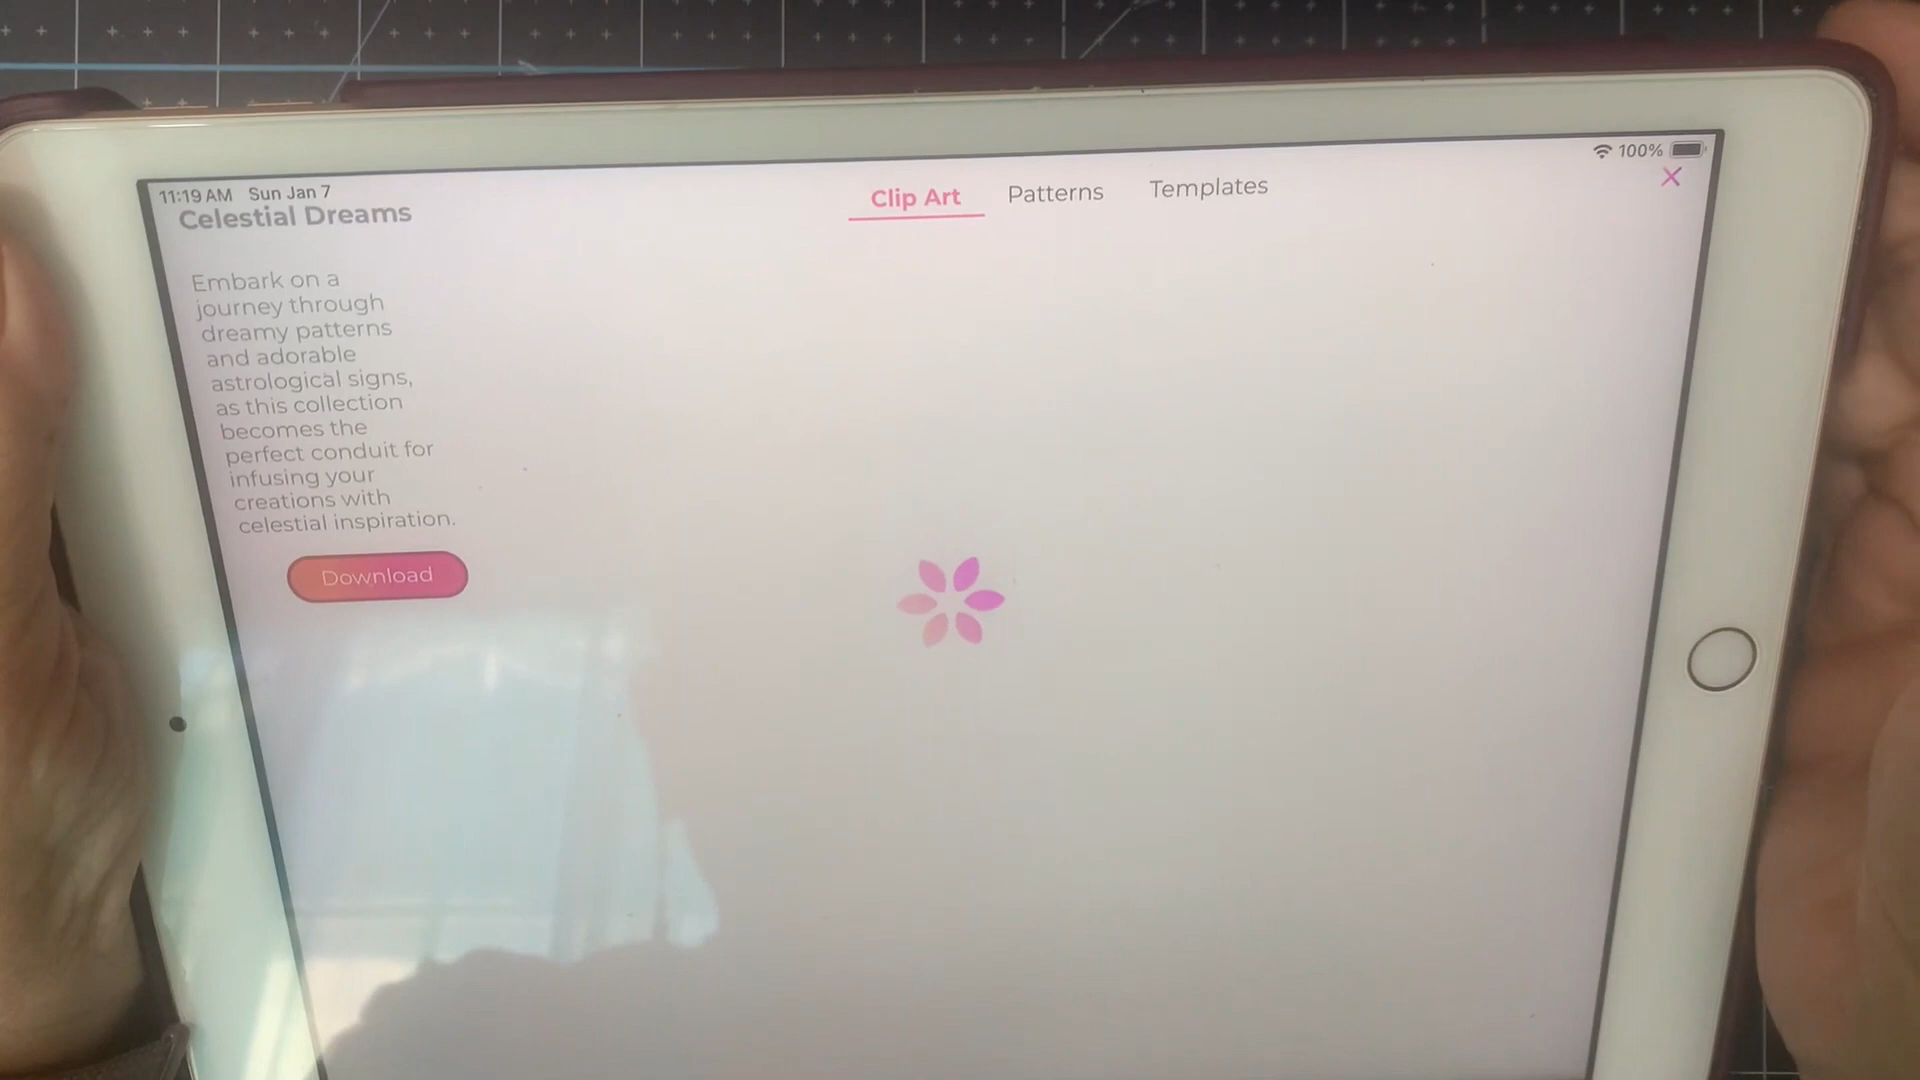 11:19 AM Sun Jan 7
100%
Celestial Dreams
Clip Art
Patterns
Templates
Embark on a
journey through
dreamy patterns
and adorable
astrological signs,
as this collection
becomes the
perfect conduit for
infusing your
creations with
celestial inspiration.
Download